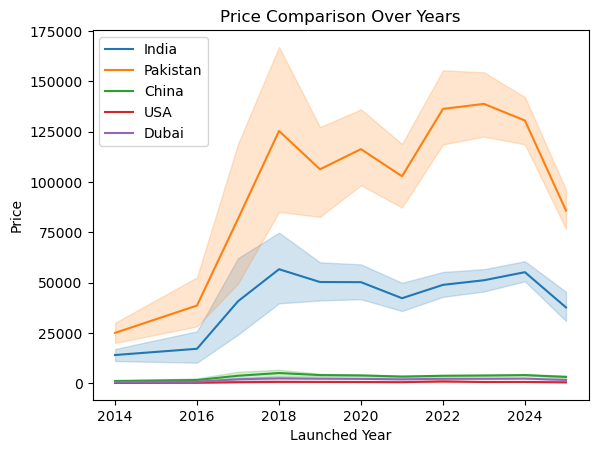 Price Comparison Over Years
175000
150000
125000
100000
75000
50000
25000
0
Price
India
Pakistan
China
USA
Dubai
2014 2016 2018 2020 2022 2024
Launched Year